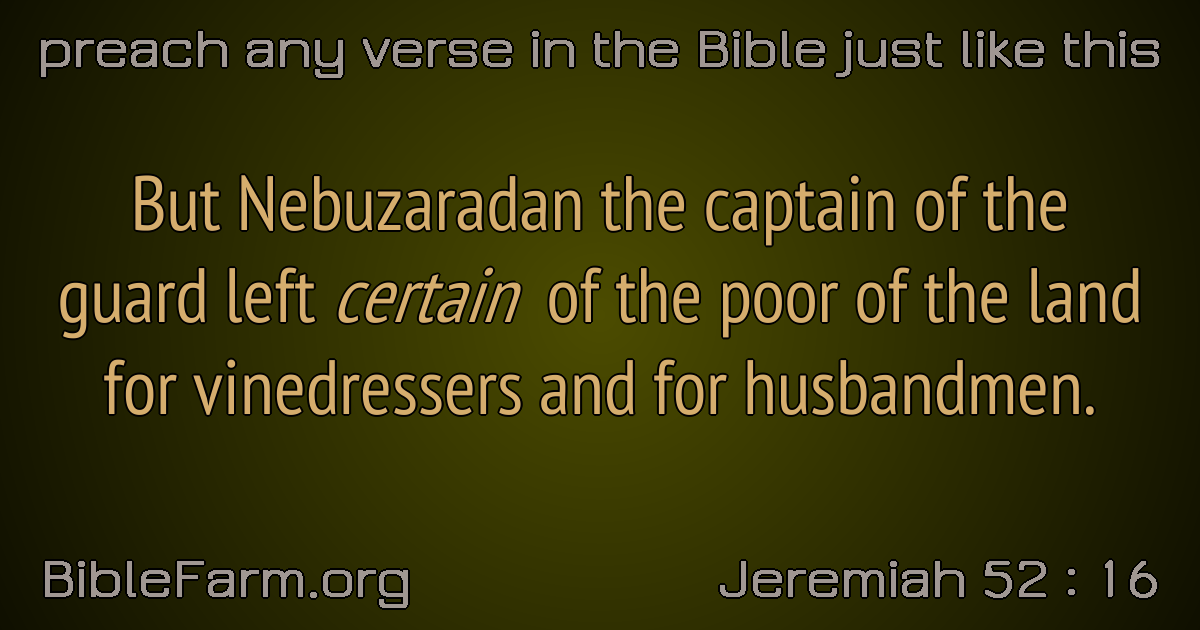 preach any verse in the Bible just like this
But Nebuzaradan the captain of the
guard left certain of the poor of the land
for vinedressers and for husbandmen.
BibleFarm.org
Jeremiah 52 : 16